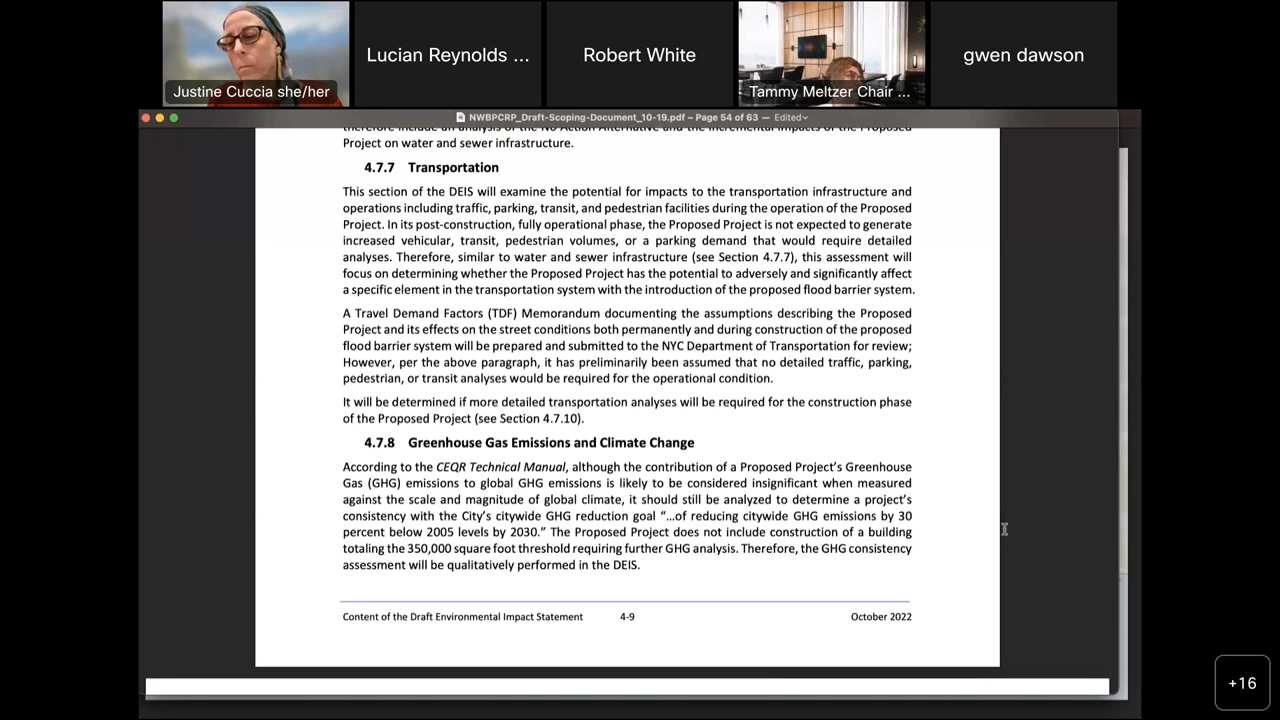 Justine Cuccia she/her
Lucian Reynolds ...
Robert White
Tammy Meltzer Chair ...
gwen dawson
NWBPCRP_Draft-Scoping-Document_10-19.pdf – Page 54 of 63 — Edited
therefore include an analysis of the No Action Alternative and the incremental impacts of the Proposed
Project on water and sewer infrastructure.
4.7.7 Transportation
This section of the DEIS will examine the potential for impacts to the transportation infrastructure and
operations including traffic, parking, transit, and pedestrian facilities during the operation of the Proposed
Project. In its post-construction, fully operational phase, the Proposed Project is not expected to generate
increased vehicular, transit, pedestrian volumes, or a parking demand that would require detailed
analyses. Therefore, similar to water and sewer infrastructure (see Section 4.7.7), this assessment will
focus on determining whether the Proposed Project has the potential to adversely and significantly affect
a specific element in the transportation system with the introduction of the proposed flood barrier system.
A Travel Demand Factors (TDF) Memorandum documenting the assumptions describing the Proposed
Project and its effects on the street conditions both permanently and during construction of the proposed
flood barrier system will be prepared and submitted to the NYC Department of Transportation for review;
However, per the above paragraph, it has preliminarily been assumed that no detailed traffic, parking,
pedestrian, or transit analyses would be required for the operational condition.
It will be determined if more detailed transportation analyses will be required for the construction phase
of the Proposed Project (see Section 4.7.10).
4.7.8 Greenhouse Gas Emissions and Climate Change
According to the CEQR Technical Manual, although the contribution of a Proposed Project's Greenhouse
Gas (GHG) emissions to global GHG emissions is likely to be considered insignificant when measured
against the scale and magnitude of global climate, it should still be analyzed to determine a project's
consistency with the City's citywide GHG reduction goal “...of reducing citywide GHG emissions by 30
percent below 2005 levels by 2030.” The Proposed Project does not include construction of a building
totaling the 350,000 square foot threshold requiring further GHG analysis. Therefore, the GHG consistency
assessment will be qualitatively performed in the DEIS.
Content of the Draft Environmental Impact Statement 4-9 October 2022
+16